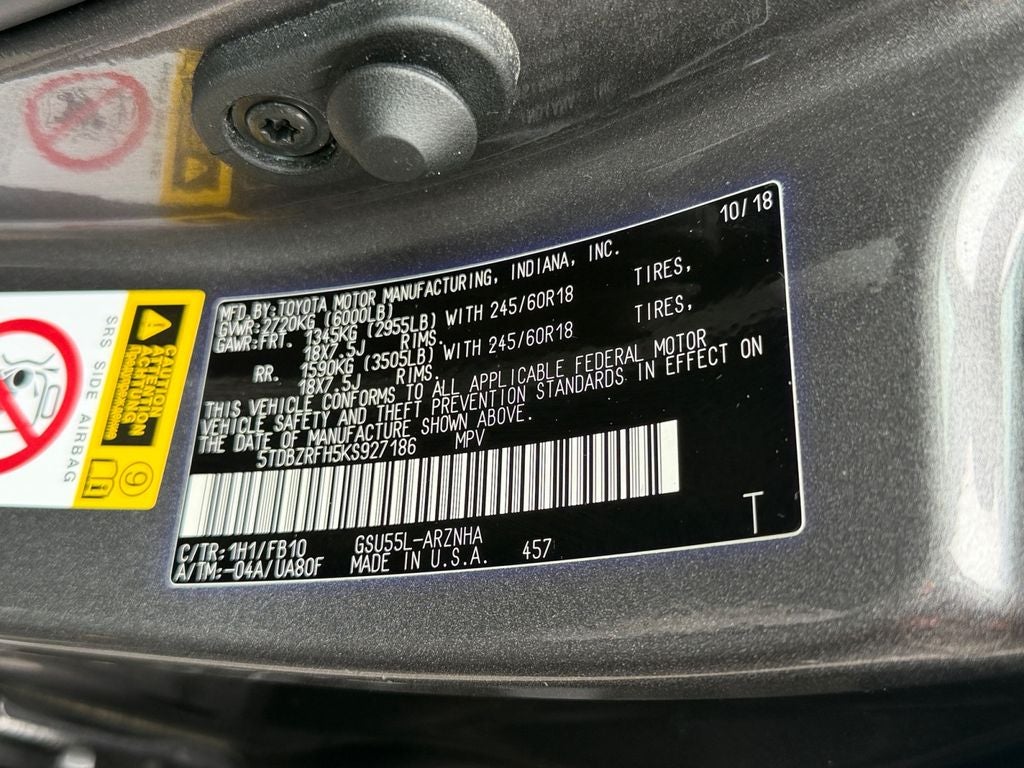 10/18
MFD.BY:TOYOTA MOTOR MANUFACTURING, INDIANA, INC.
GVWR:2720KG (6000LB)
GAWR:FRT. 1345KG (2955LB) WITH 245/60R18 TIRES,
18X7.5J RIMS.
RR. 1590KG (3505LB) WITH 245/60R18 TIRES,
18X7.5J RIMS.
THIS VEHICLE CONFORMS TO ALL APPLICABLE FEDERAL MOTOR
VEHICLE SAFETY AND THEFT PREVENTION STANDARDS IN EFFECT ON
THE DATE OF MANUFACTURE SHOWN ABOVE.
5TDBZRFH5KS927186 MPV
C/TR: 1H1/FB10 GSU55L-ARZNHA
A/TM:-04A/UA80F MADE IN U.S.A. 457
T
SRS SIDE AIRBAG
CAUTION
ATTENTION
ACHTUNG
9
i